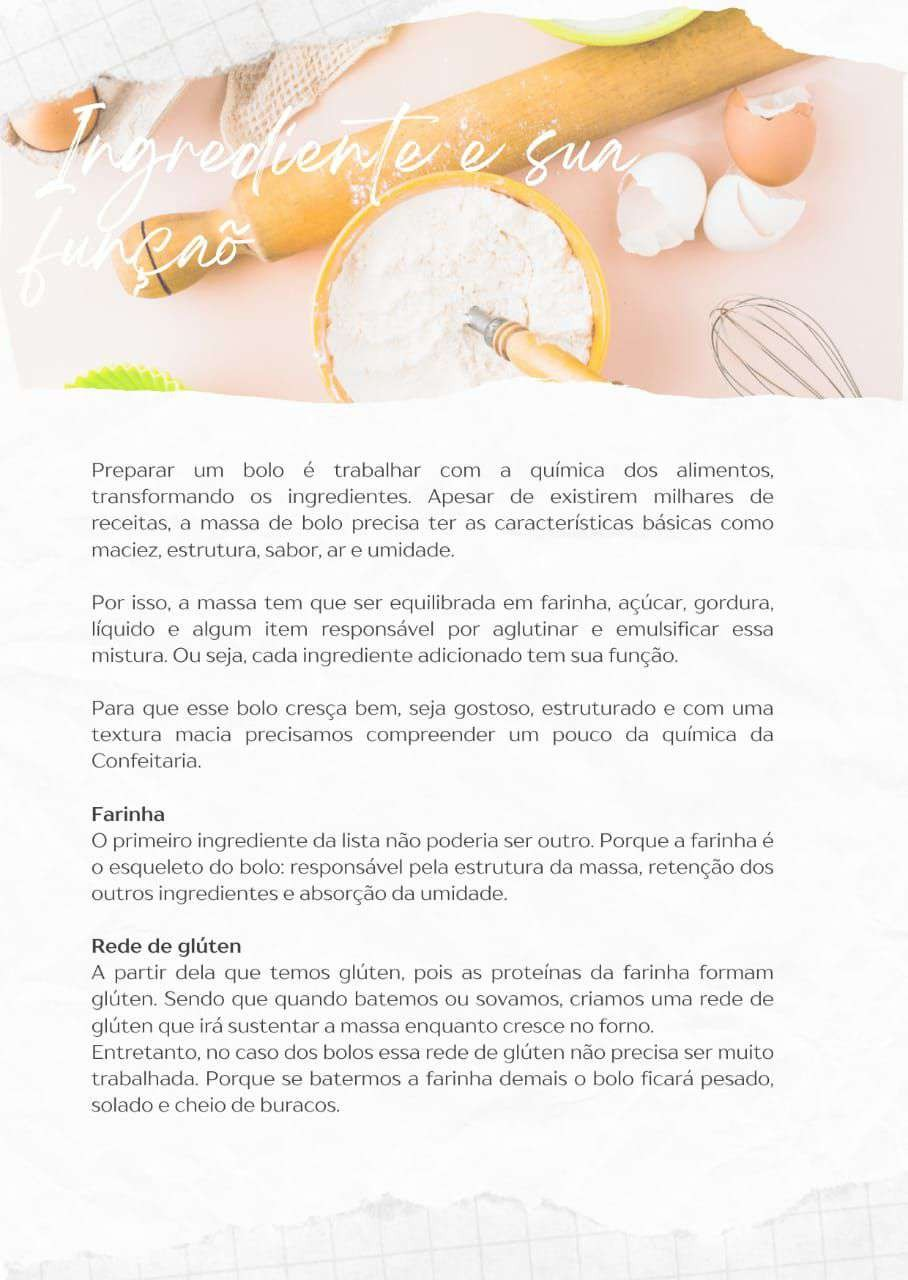 Ingrediente e sua
funçaõ
Preparar um bolo é trabalhar com a química dos alimentos,
transformando os ingredientes. Apesar de existirem milhares de
receitas, a massa de bolo precisa ter as características básicas como
maciez, estrutura, sabor, ar e umidade.
Por isso, a massa tem que ser equilibrada em farinha, açúcar, gordura,
líquido e algum item responsável por aglutinar e emulsificar essa
mistura. Ou seja, cada ingrediente adicionado tem sua função.
Para que esse bolo cresça bem, seja gostoso, estruturado e com uma
textura macia precisamos compreender um pouco da química da
Confeitaria.
Farinha
O primeiro ingrediente da lista não poderia ser outro. Porque a farinha é
o esqueleto do bolo: responsável pela estrutura da massa, retenção dos
outros ingredientes e absorção da umidade.
Rede de glúten
A partir dela que temos glúten, pois as proteínas da farinha formam
glúten. Sendo que quando batemos ou sovamos, criamos uma rede de
glúten que irá sustentar a massa enquanto cresce no forno.
Entretanto, no caso dos bolos essa rede de glúten não precisa ser muito
trabalhada. Porque se batermos a farinha demais o bolo ficará pesado,
solado e cheio de buracos.